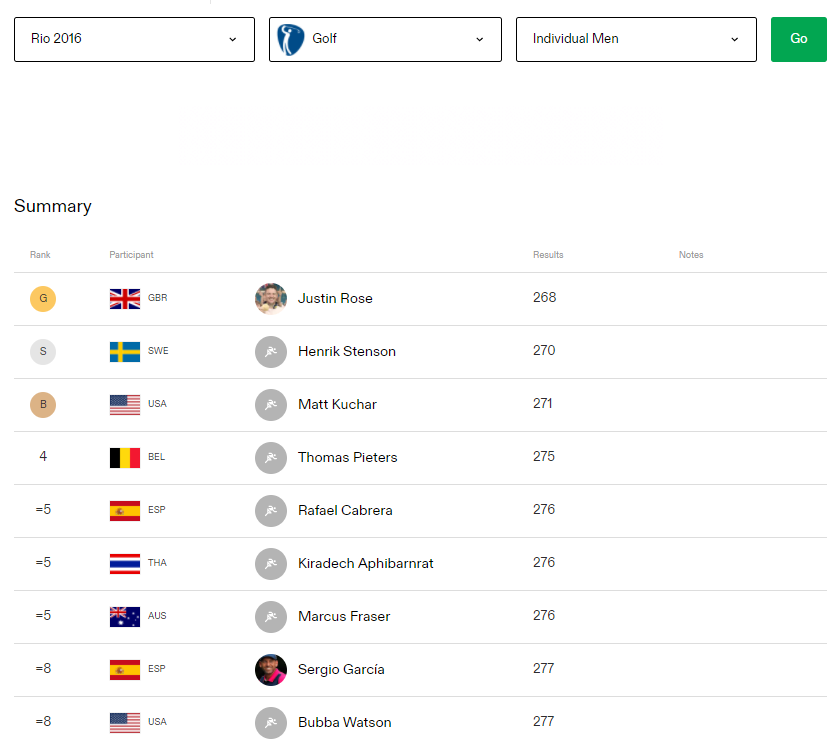 Rio 2016 Golf Individual Men Go
Summary
Rank Participant Results Notes
G GBR Justin Rose 268
S SWE Henrik Stenson 270
B USA Matt Kuchar 271
4 BEL Thomas Pieters 275
=5 ESP Rafael Cabrera 276
=5 THA Kiradech Aphibarnrat 276
=5 AUS Marcus Fraser 276
=8 ESP Sergio García 277
=8 USA Bubba Watson 277